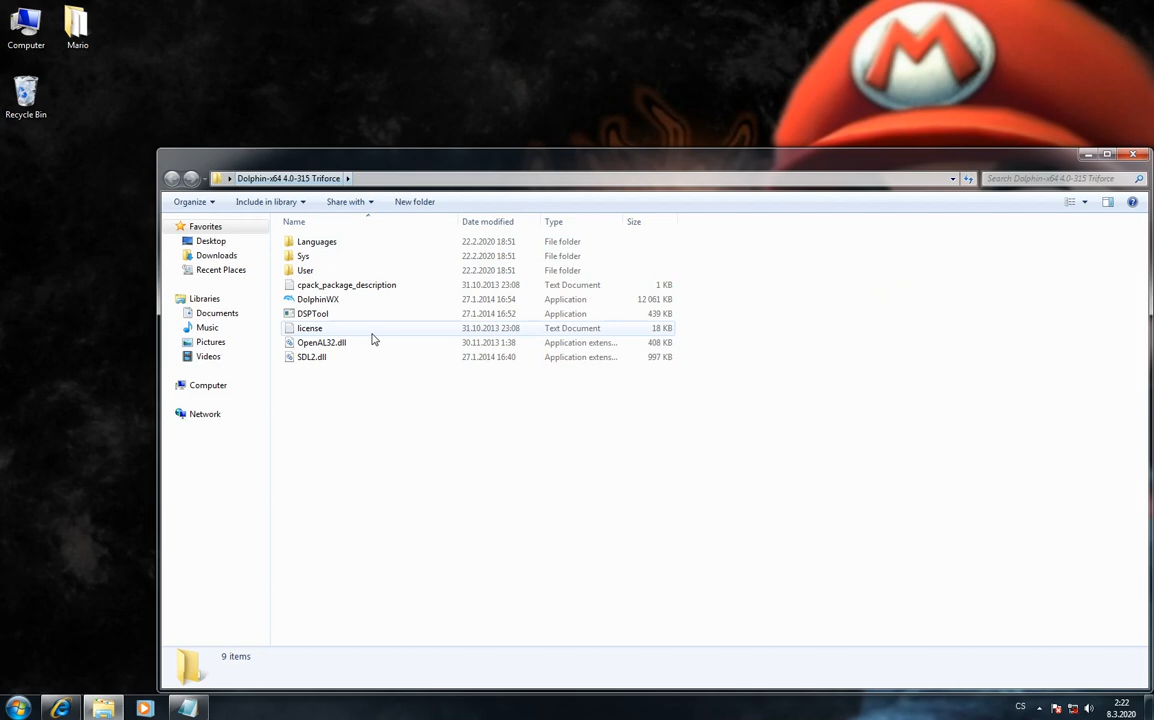 Computer
Mario
Recycle Bin
Dolphin-x64 4.0-315 Triforce
Search Dolphin-x64 4.0-315 Triforce
Organize Include in library Share with New folder
Name Date modified Type Size
Favorites
Desktop
Downloads
Recent Places
Libraries
Documents
Music
Pictures
Videos
Computer
Network
Languages 22.2.2020 18:51 File folder
Sys 22.2.2020 18:51 File folder
User 22.2.2020 18:51 File folder
cpack_package_description 31.10.2013 23:08 Text Document 1 KB
DolphinWX 27.1.2014 16:54 Application 12 061 KB
DSPTool 27.1.2014 16:52 Application 439 KB
license 31.10.2013 23:08 Text Document 18 KB
OpenAL32.dll 30.11.2013 1:38 Application extens... 408 KB
SDL2.dll 27.1.2014 16:40 Application extens... 997 KB
9 items
CS
2:22
8.3.2020
M